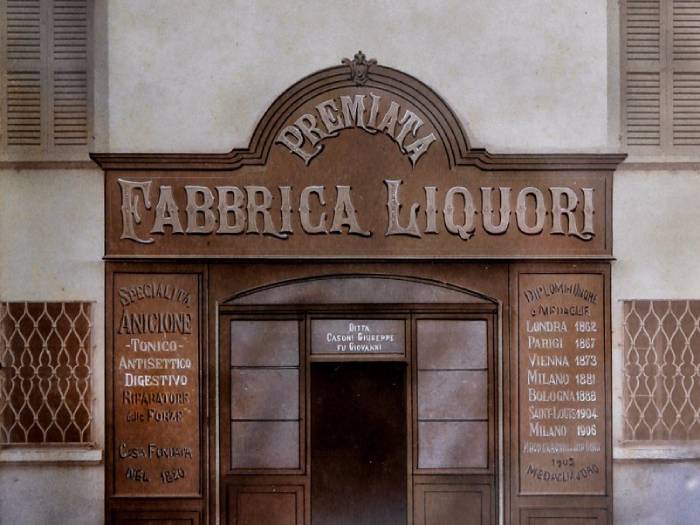 PREMIATA
FABBRICA LIQUORI
SPECIALITÀ
ANICIONE
-TONICO-
ANTISETTICO
DIGESTIVO
RIPARATORE
delle FORZE
CASA FONDATA
NEL 1820
DITTA
CASONI GIUSEPPE
FU GIOVANNI
DIPLOMI D'ONORE
e MEDAGLIE
LONDRA 1862
PARIGI 1867
VIENNA 1873
MILANO 1881
BOLOGNA 1888
SAINT-LOUIS 1904
MILANO 1906
1902
MEDAGLIA D'ORO